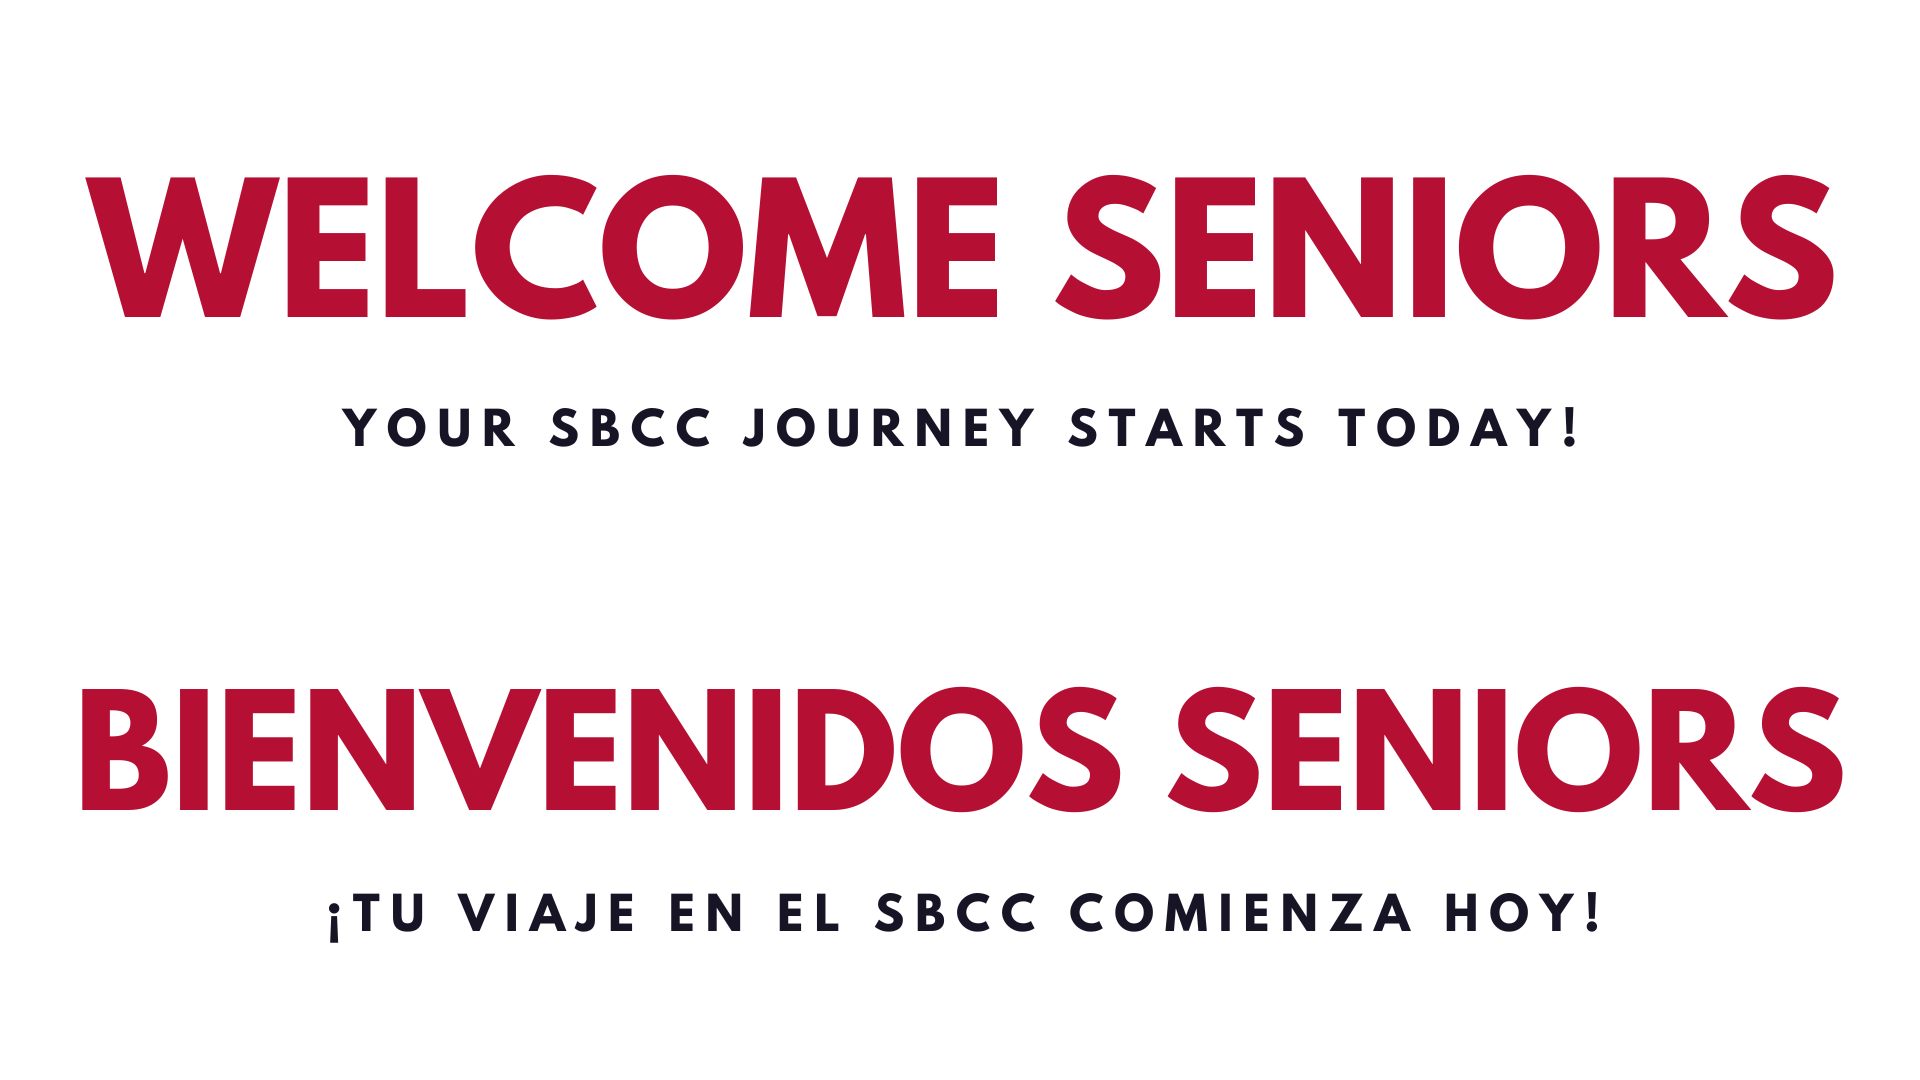 WELCOME SENIORS
YOUR SBCC JOURNEY STARTS TODAY!
BIENVENIDOS SENIORS
¡TU VIAJE EN EL SBCC COMIENZA HOY!